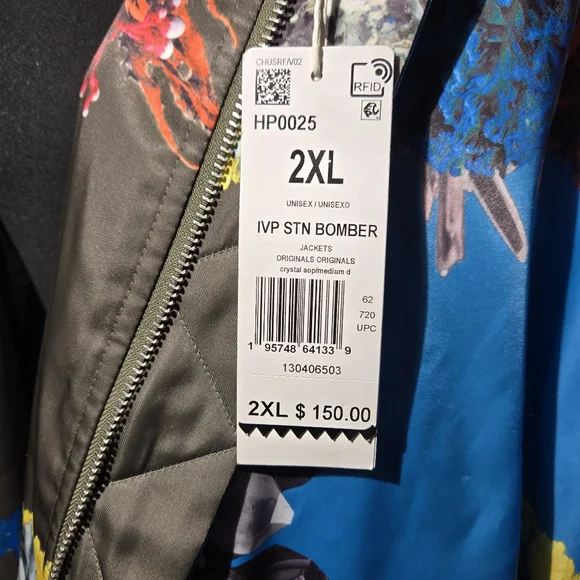 CHUSRF/V02
RFID
HP0025
2XL
UNISEX / UNISEXO
IVP STN BOMBER
JACKETS
ORIGINALS ORIGINALS
crystal aop/medium d
62
720
UPC
1 95748 64133 9
130406503
2XL $ 150.00